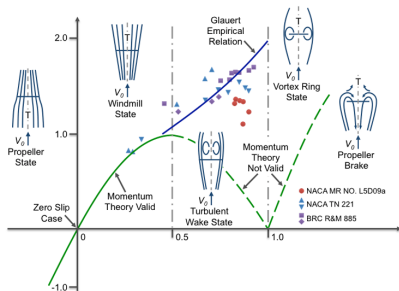 2.0
1.0
-1.0
0
0.5
1.0
Glauert
Empirical
Relation
T
V0
Propeller
State
T
V0
Windmill
State
T
V0
Turbulent
Wake State
T
V0
Vortex Ring
State
T
V0
Propeller
Brake
Zero Slip
Case
Momentum
Theory Valid
Momentum
Theory
Not Valid
NACA MR NO. L5D09a
NACA TN 221
BRC R&M 885